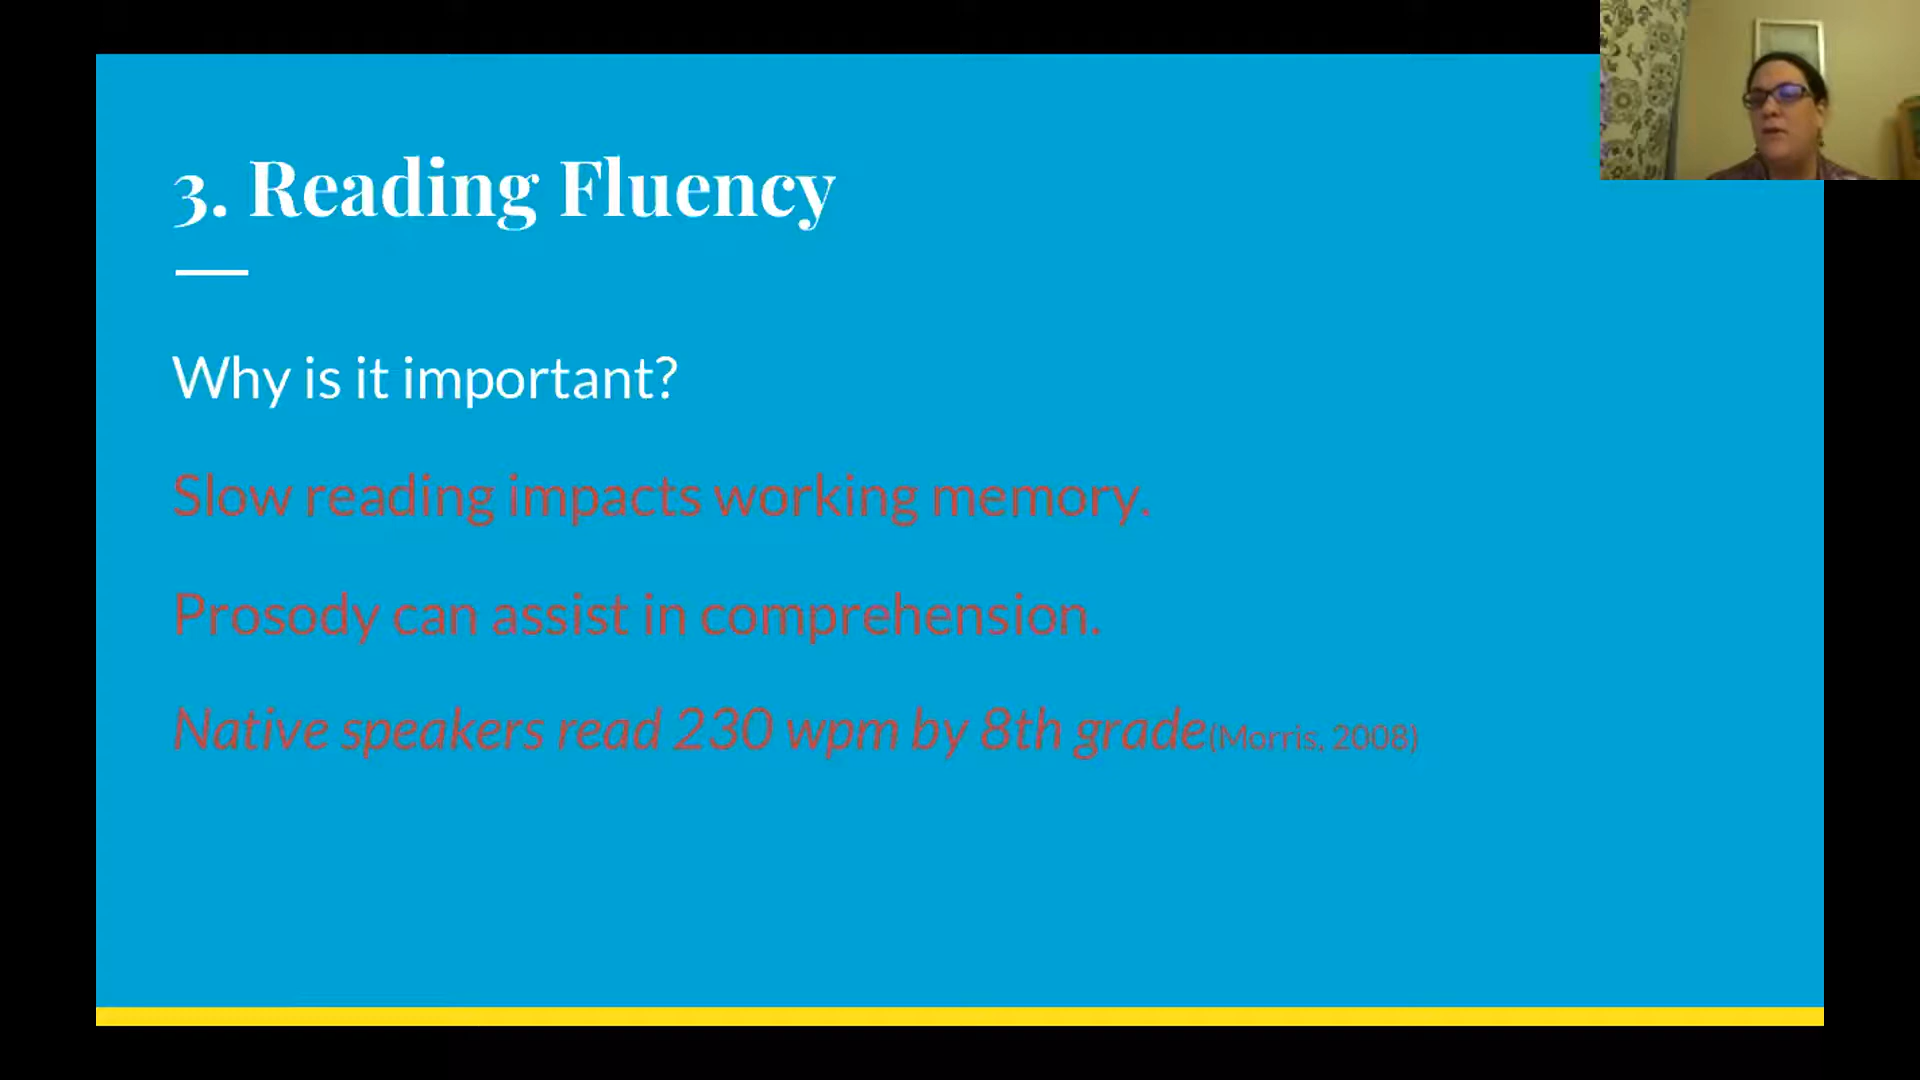 3. Reading Fluency
Why is it important?
Slow reading impacts working memory.
Prosody can assist in comprehension.
Native speakers read 230 wpm by 8th grade(Morris, 2008)